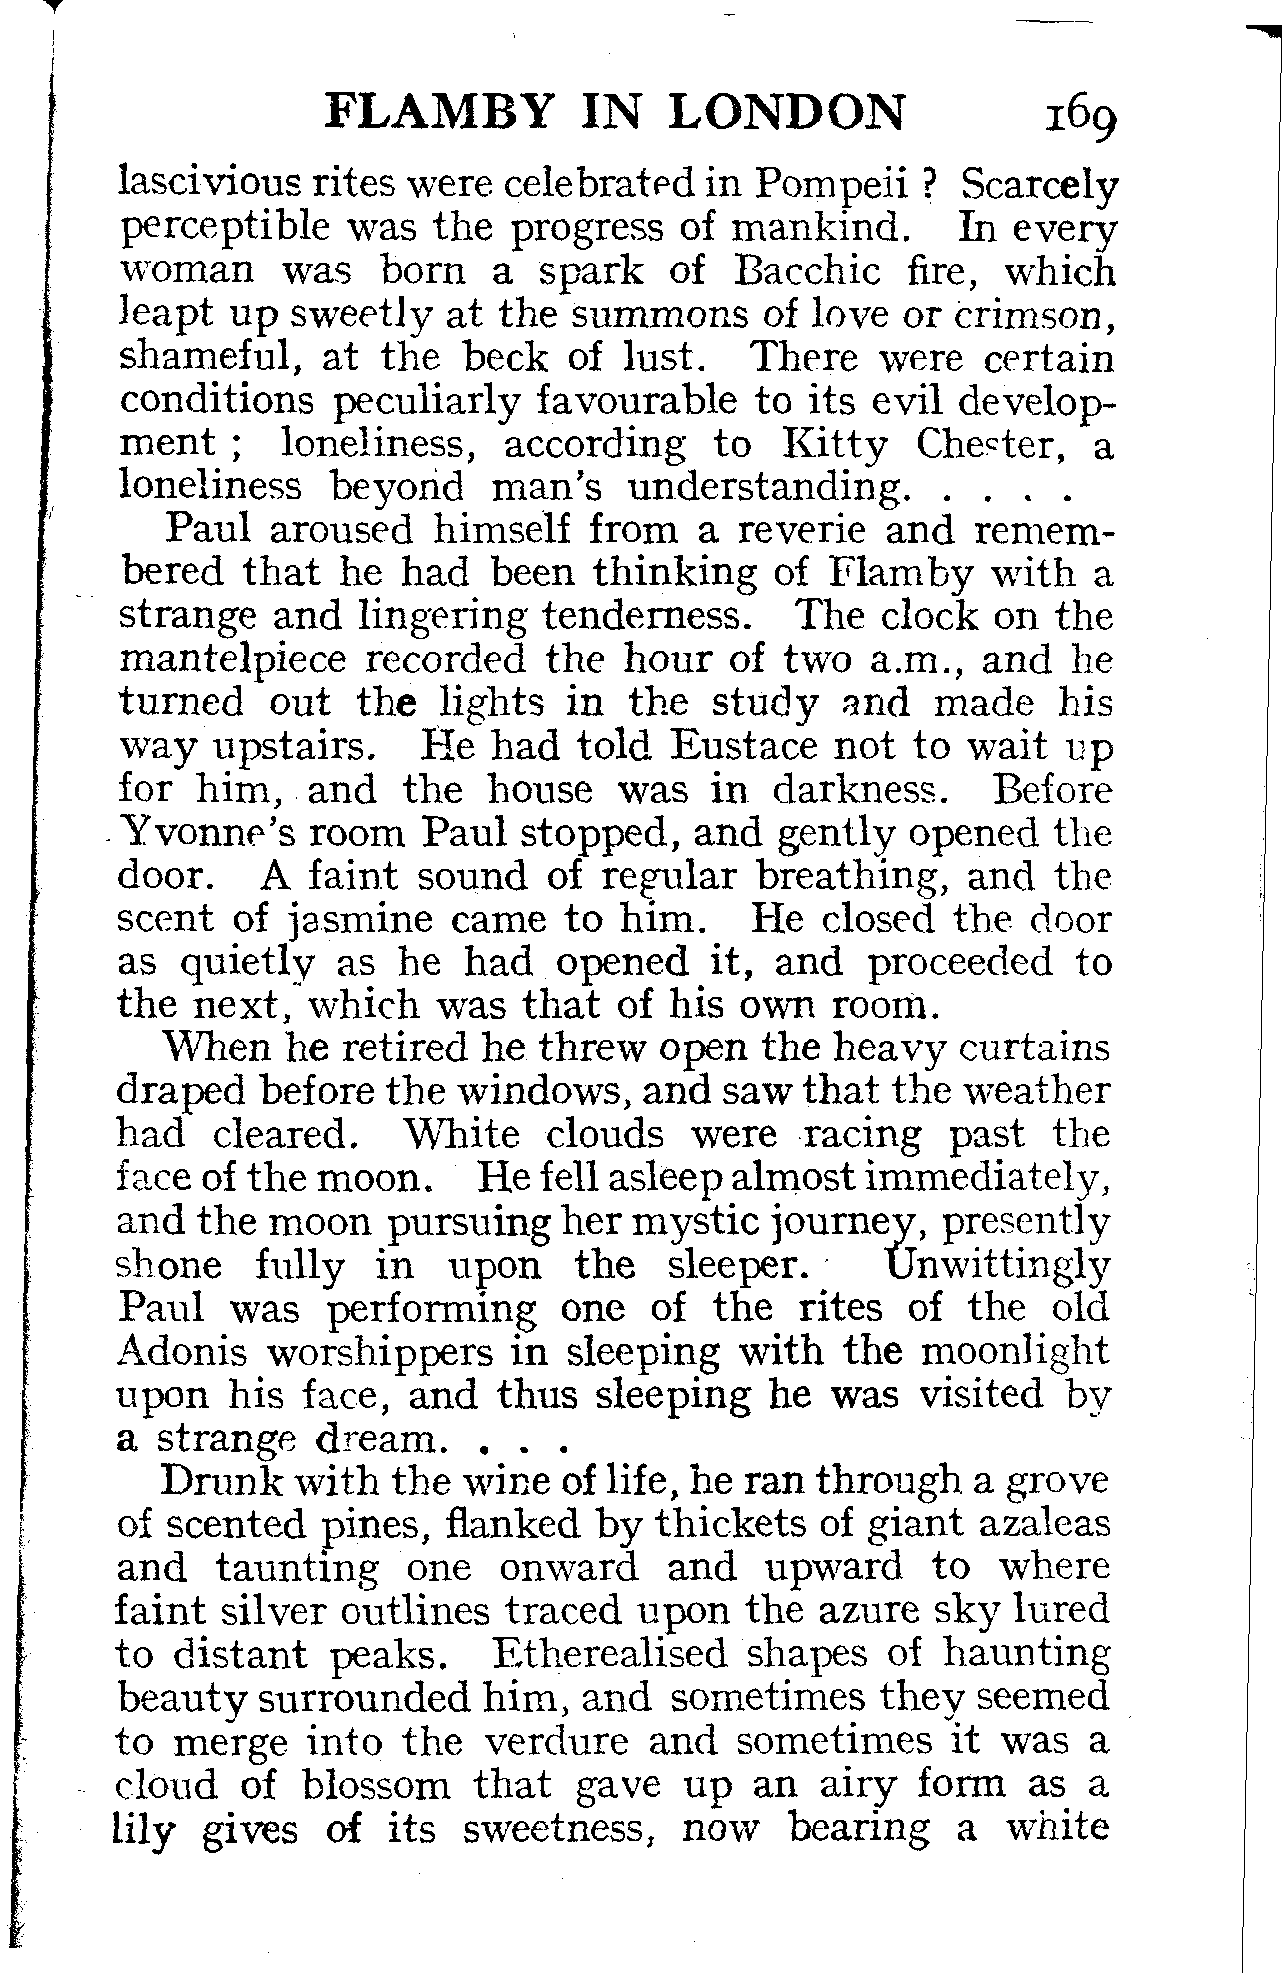 FLAMBY IN LONDON 169
lascivious rites were celebrated in Pompeii ? Scarcely
perceptible was the progress of mankind. In every
woman was born a spark of Bacchic fire, which
leapt up sweetly at the summons of love or crimson,
shameful, at the beck of lust. There were certain
conditions peculiarly favourable to its evil develop-
ment ; loneliness, according to Kitty Chester, a
loneliness beyond man's understanding. . . . .
Paul aroused himself from a reverie and remem-
bered that he had been thinking of Flamby with a
strange and lingering tenderness. The clock on the
mantelpiece recorded the hour of two a.m., and he
turned out the lights in the study and made his
way upstairs. He had told Eustace not to wait up
for him, and the house was in darkness. Before
Yvonne's room Paul stopped, and gently opened the
door. A faint sound of regular breathing, and the
scent of jasmine came to him. He closed the door
as quietly as he had opened it, and proceeded to
the next, which was that of his own room.
When he retired he threw open the heavy curtains
draped before the windows, and saw that the weather
had cleared. White clouds were racing past the
face of the moon. He fell asleep almost immediately,
and the moon pursuing her mystic journey, presently
shone fully in upon the sleeper. Unwittingly
Paul was performing one of the rites of the old
Adonis worshippers in sleeping with the moonlight
upon his face, and thus sleeping he was visited by
a strange dream. . . .
Drunk with the wine of life, he ran through a grove
of scented pines, flanked by thickets of giant azaleas
and taunting one onward and upward to where
faint silver outlines traced upon the azure sky lured
to distant peaks. Etherealised shapes of haunting
beauty surrounded him, and sometimes they seemed
to merge into the verdure and sometimes it was a
cloud of blossom that gave up an airy form as a
lily gives of its sweetness, now bearing a white